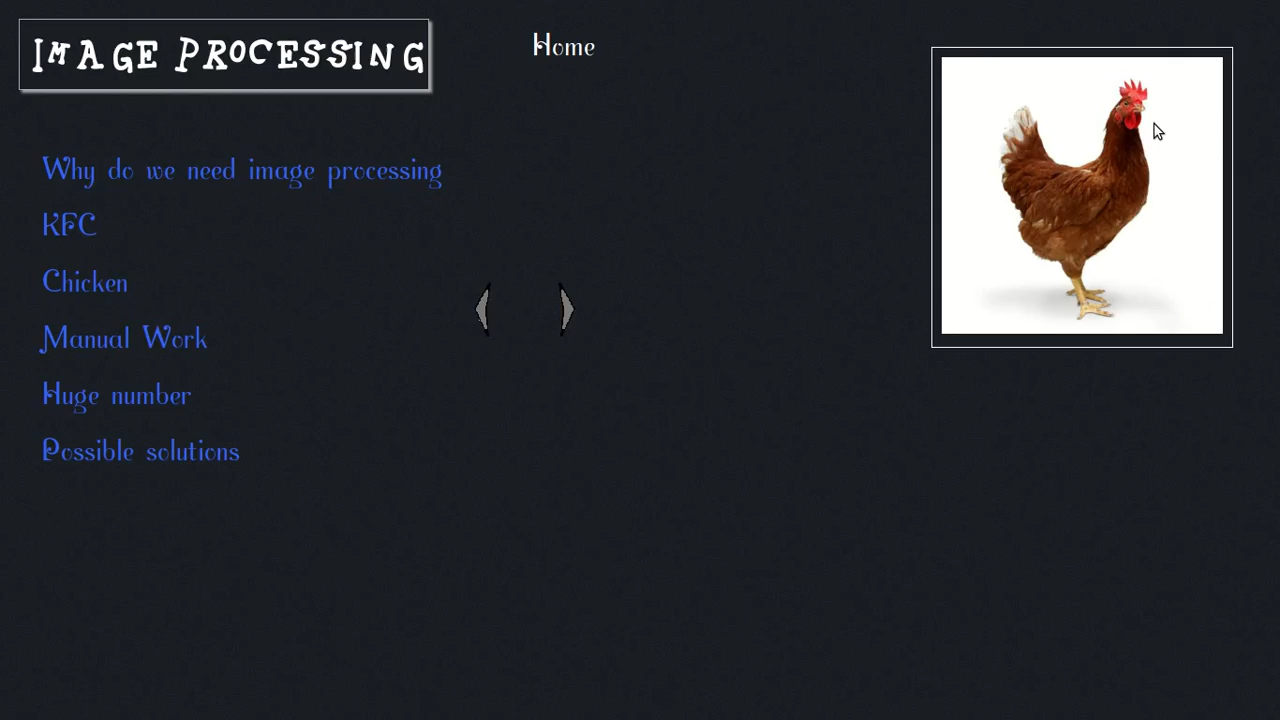 IMAGE PROCESSING
Home
Why do we need image processing
KFC
Chicken
Manual Work
Huge number
Possible solutions